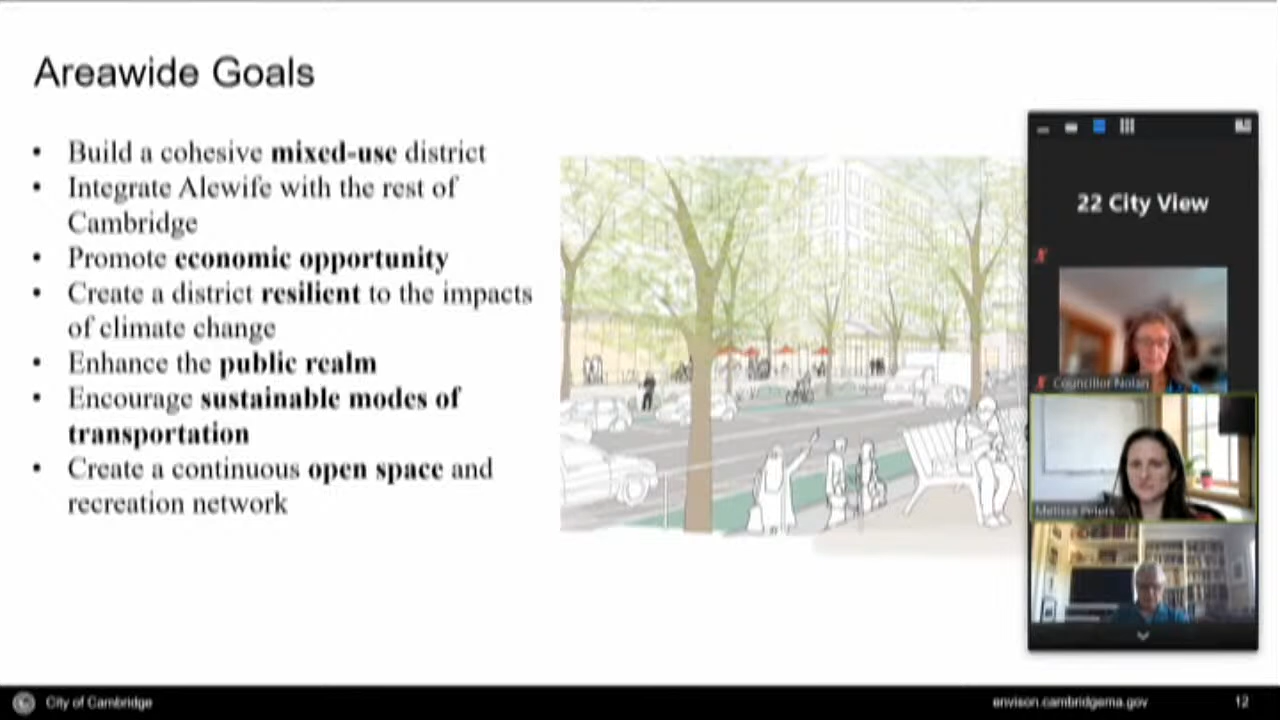 Areawide Goals
• Build a cohesive mixed-use district
• Integrate Alewife with the rest of
Cambridge
• Promote economic opportunity
• Create a district resilient to the impacts
of climate change
• Enhance the public realm
• Encourage sustainable modes of
transportation
• Create a continuous open space and
recreation network
22 City View
Councillor Nolan
Melissa Peters
City of Cambridge
envison.cambridgema.gov
12